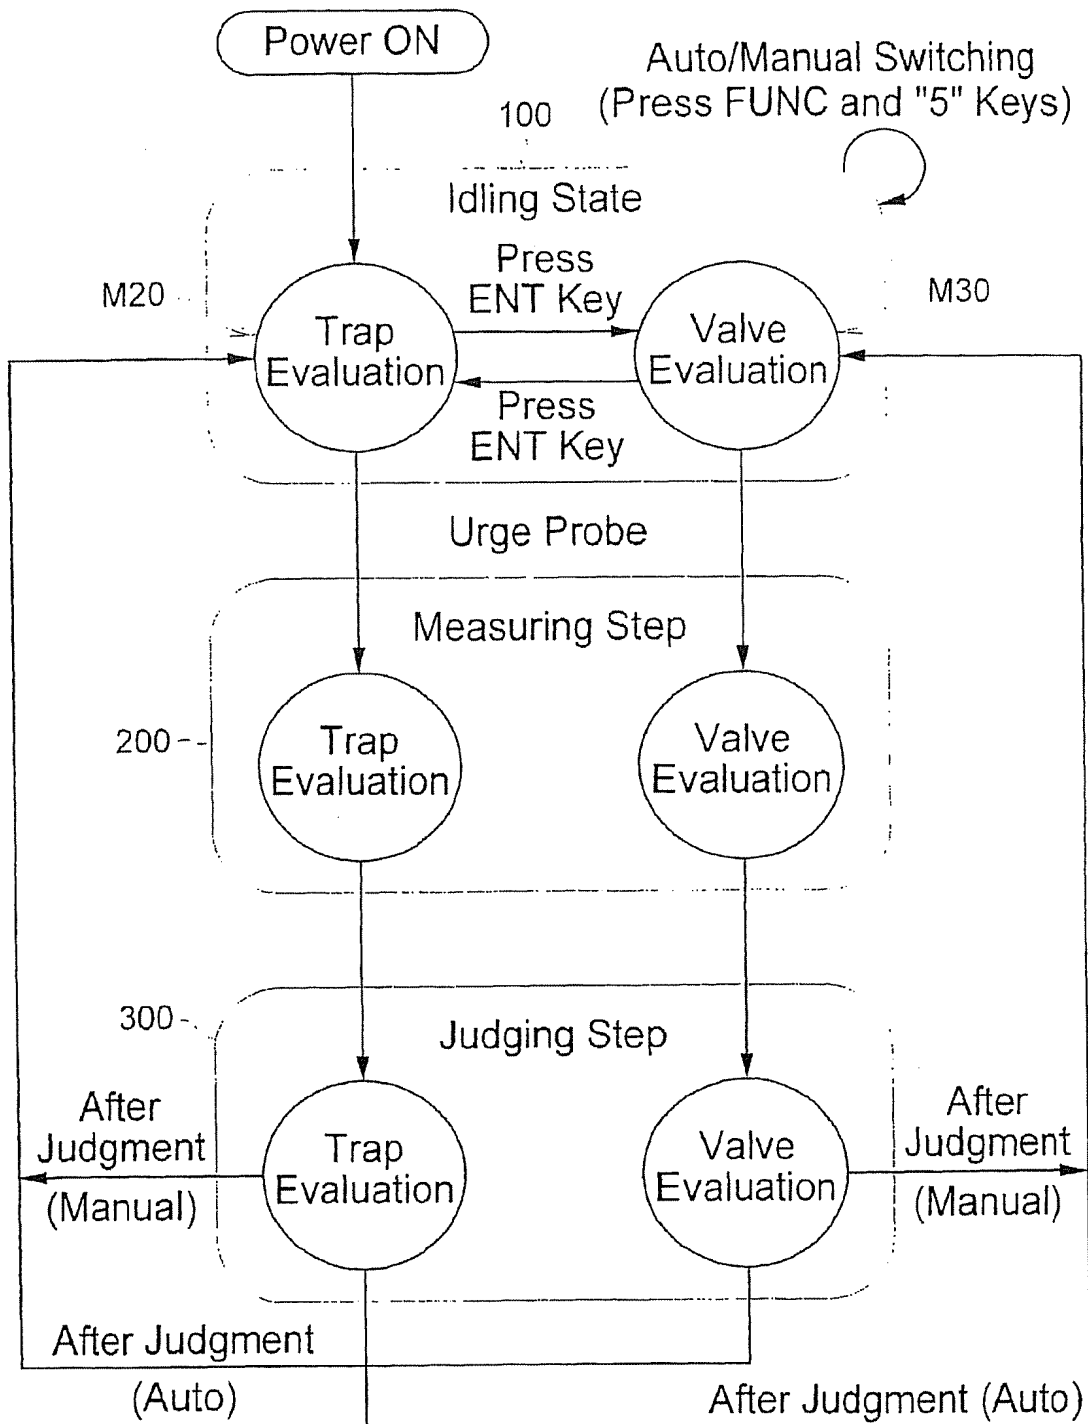 Power ON
Auto/Manual Switching
(Press FUNC and "5" Keys)
100
Idling State
Press
ENT Key
M20
M30
Trap
Evaluation
Valve
Evaluation
Press
ENT Key
Urge Probe
Measuring Step
200
Trap
Evaluation
Valve
Evaluation
300
Judging Step
After
Judgment
(Manual)
Trap
Evaluation
Valve
Evaluation
After
Judgment
(Manual)
After Judgment
(Auto)
After Judgment (Auto)